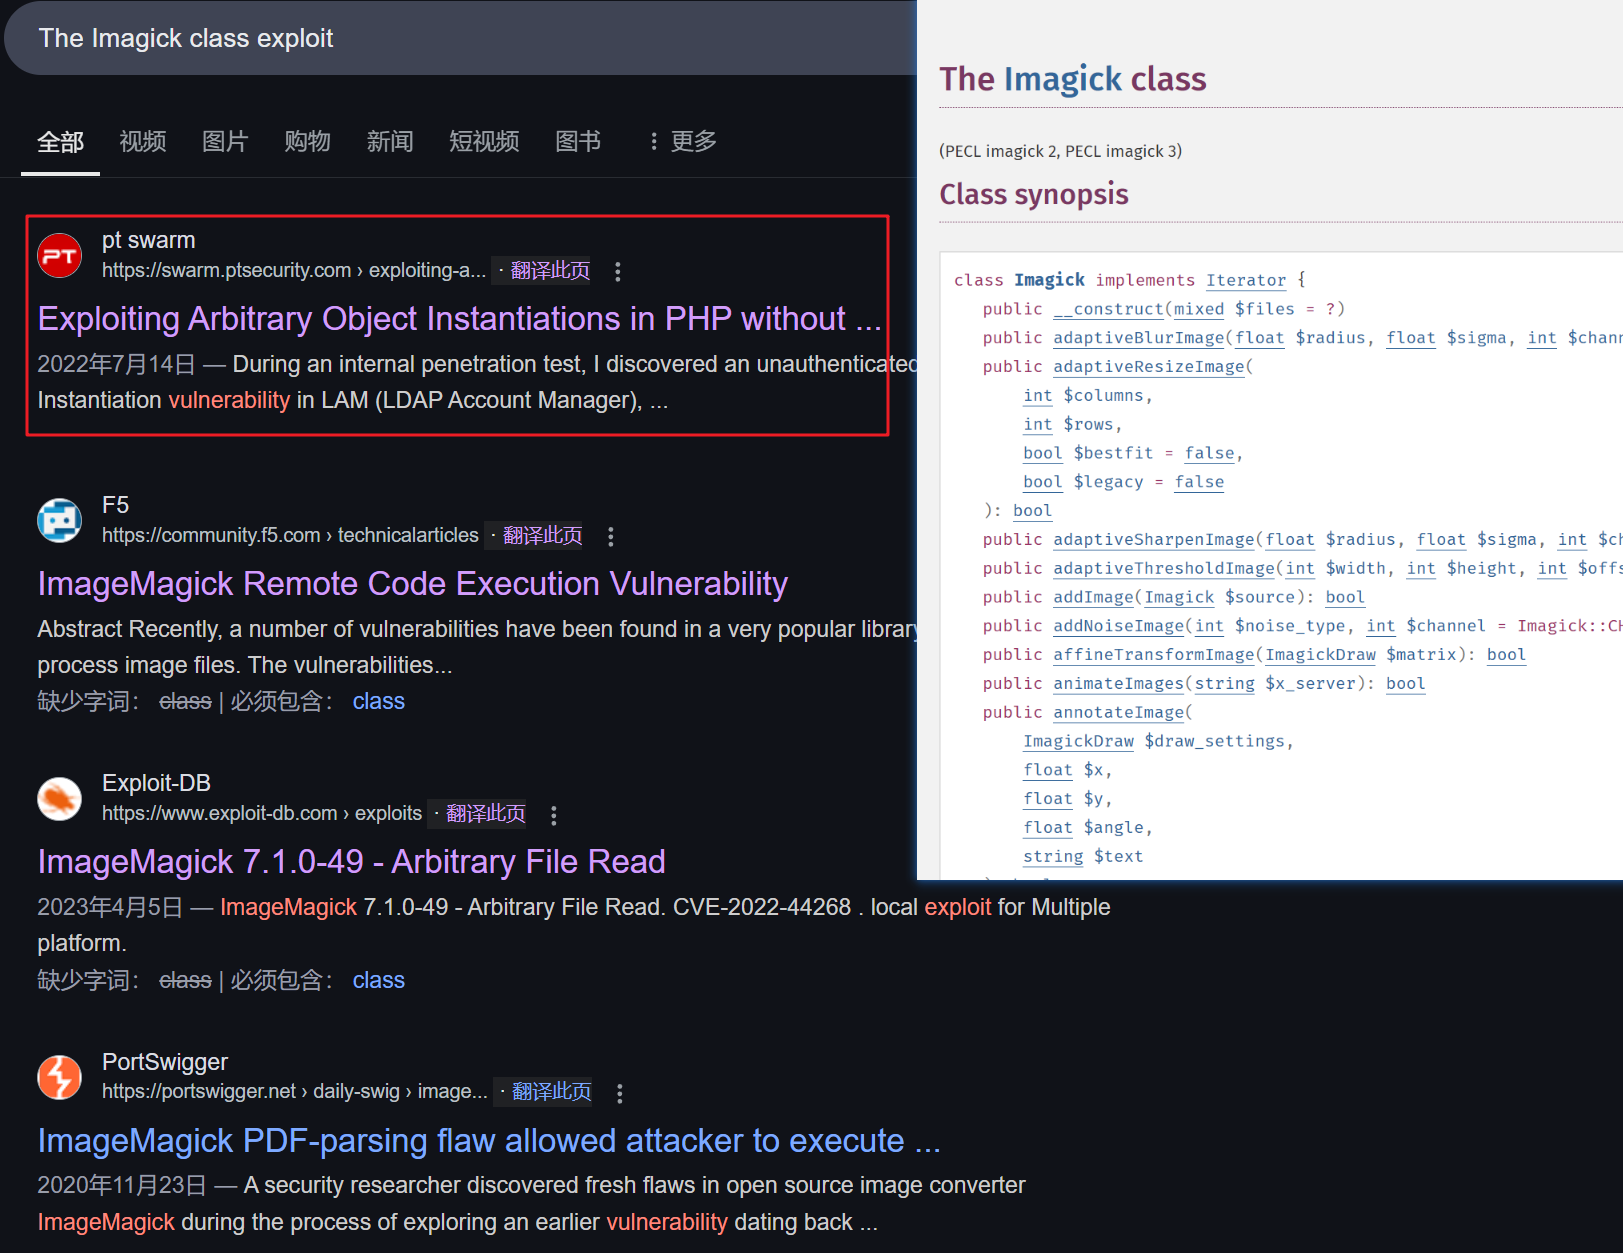 The Imagick class exploit
全部 视频 图片 购物 新闻 短视频 图书 更多
PT
pt swarm
https://swarm.ptsecurity.com › exploiting-a... · 翻译此页
Exploiting Arbitrary Object Instantiations in PHP without ...
2022年7月14日 — During an internal penetration test, I discovered an unauthenticated
Instantiation vulnerability in LAM (LDAP Account Manager), ...
F5
https://community.f5.com › technicalarticles · 翻译此页
ImageMagick Remote Code Execution Vulnerability
Abstract Recently, a number of vulnerabilities have been found in a very popular library
process image files. The vulnerabilities...
缺少字词： class | 必须包含： class
Exploit-DB
https://www.exploit-db.com › exploits · 翻译此页
ImageMagick 7.1.0-49 - Arbitrary File Read
2023年4月5日 — ImageMagick 7.1.0-49 - Arbitrary File Read. CVE-2022-44268 . local exploit for Multiple
platform.
缺少字词： class | 必须包含： class
PortSwigger
https://portswigger.net › daily-swig › image... · 翻译此页
ImageMagick PDF-parsing flaw allowed attacker to execute ...
2020年11月23日 — A security researcher discovered fresh flaws in open source image converter
ImageMagick during the process of exploring an earlier vulnerability dating back ...
The Imagick class
(PECL imagick 2, PECL imagick 3)
Class synopsis
class Imagick implements Iterator {
public __construct(mixed $files = ?)
public adaptiveBlurImage(float $radius, float $sigma, int $chann
public adaptiveResizeImage(
int $columns,
int $rows,
bool $bestfit = false,
bool $legacy = false
): bool
public adaptiveSharpenImage(float $radius, float $sigma, int $ch
public adaptiveThresholdImage(int $width, int $height, int $offs
public addImage(Imagick $source): bool
public addNoiseImage(int $noise_type, int $channel = Imagick::CH
public affineTransformImage(ImagickDraw $matrix): bool
public animateImages(string $x_server): bool
public annotateImage(
ImagickDraw $draw_settings,
float $x,
float $y,
float $angle,
string $text